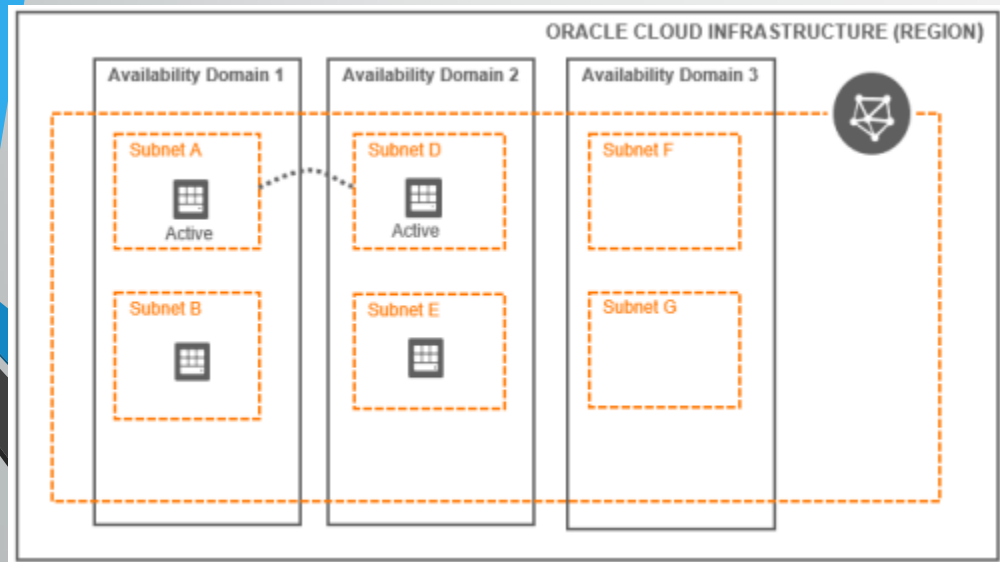 ORACLE CLOUD INFRASTRUCTURE (REGION)
Availability Domain 1
Availability Domain 2
Availability Domain 3
Subnet A
Active
Subnet D
Active
Subnet F
Subnet B
Subnet E
Subnet G